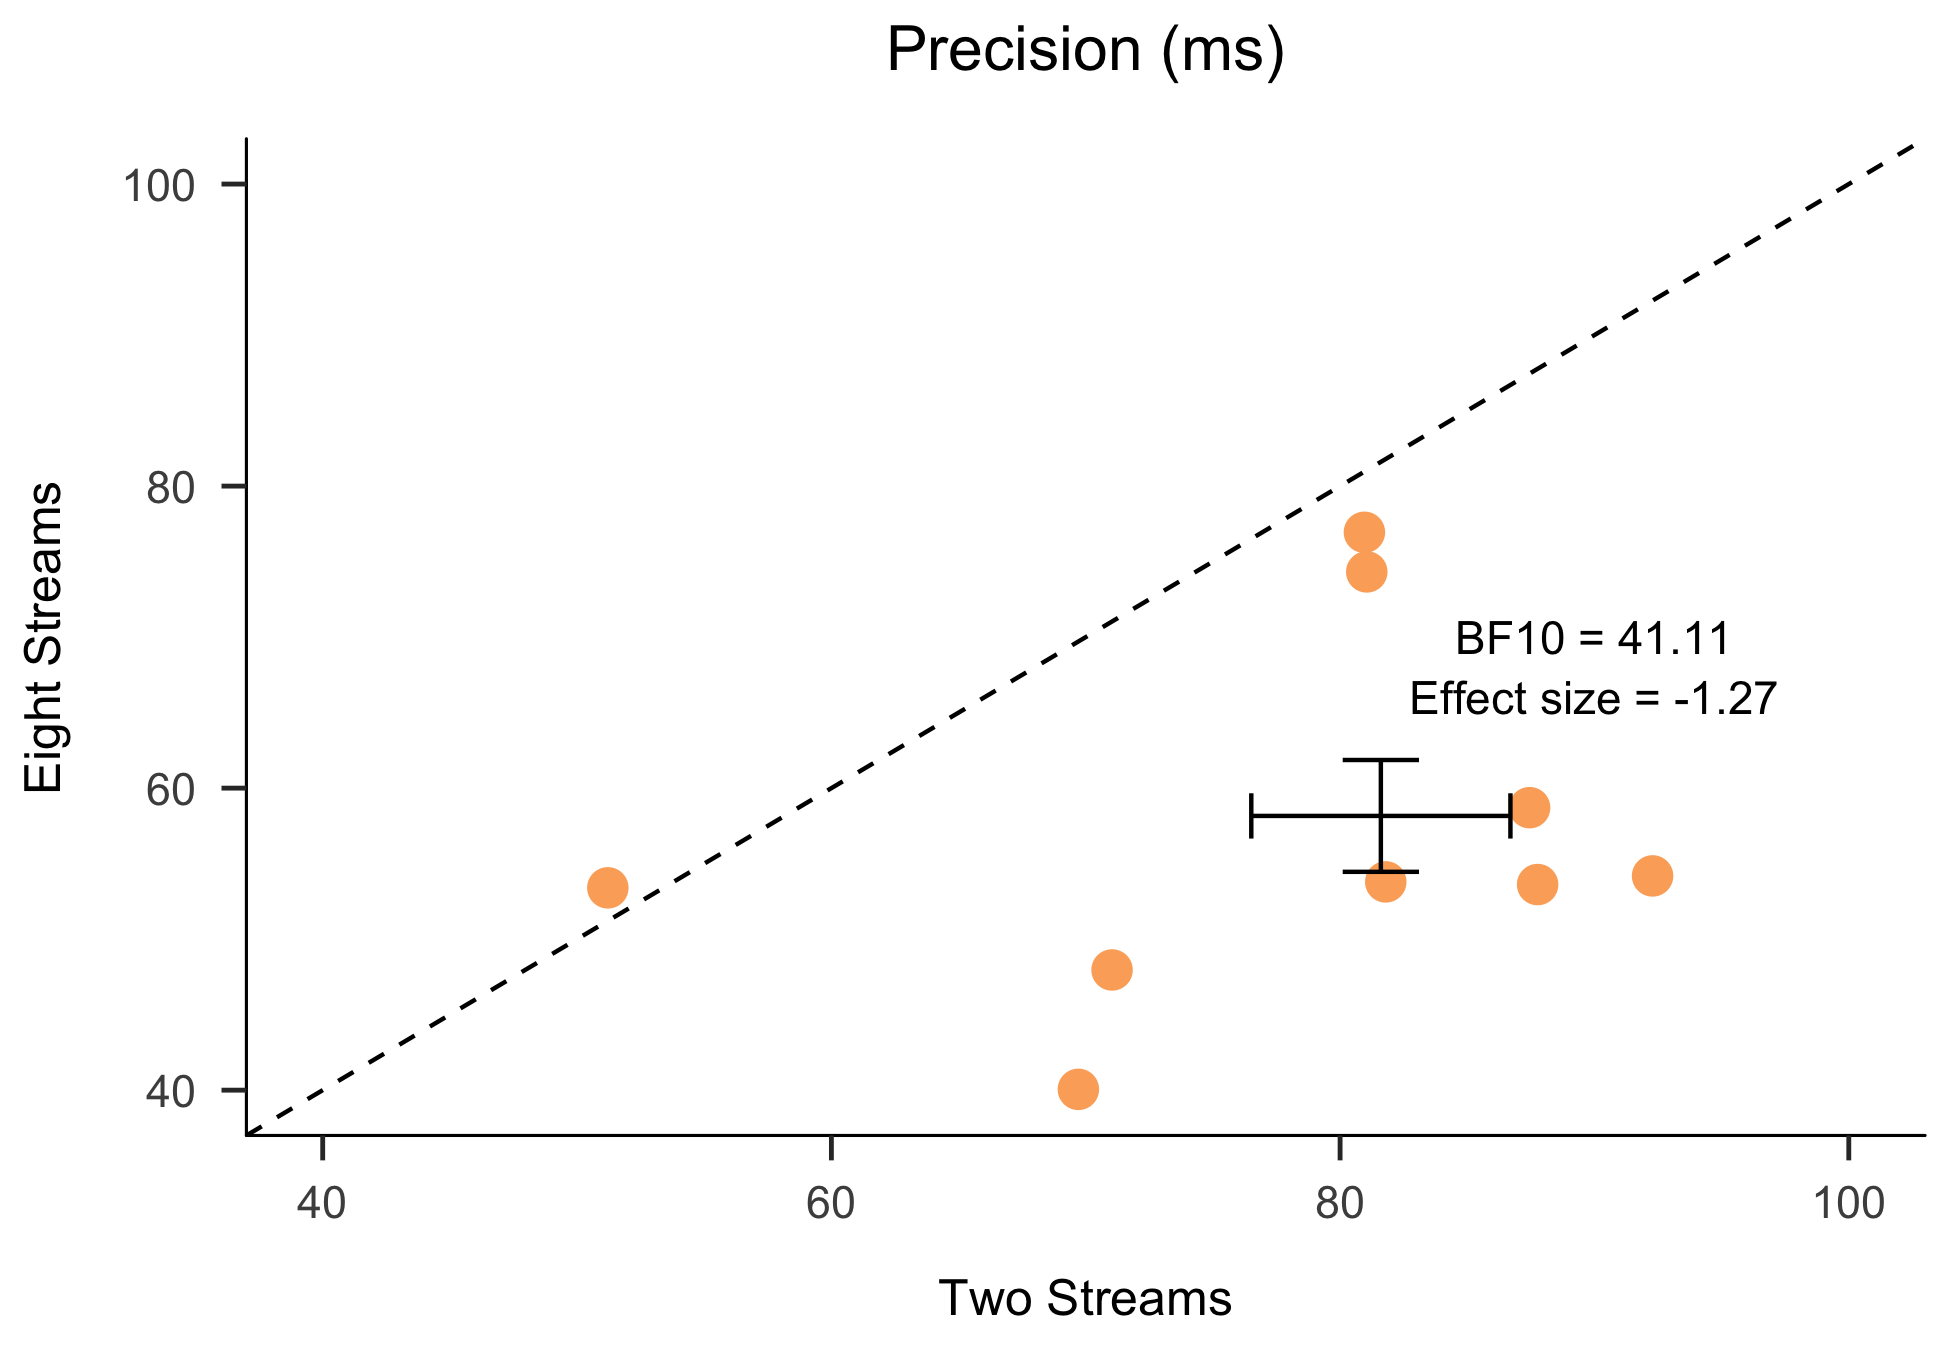 Precision (ms)
100
80
60
40
Eight Streams
BF10 = 41.11
Effect size = -1.27
40 60 80 100
Two Streams